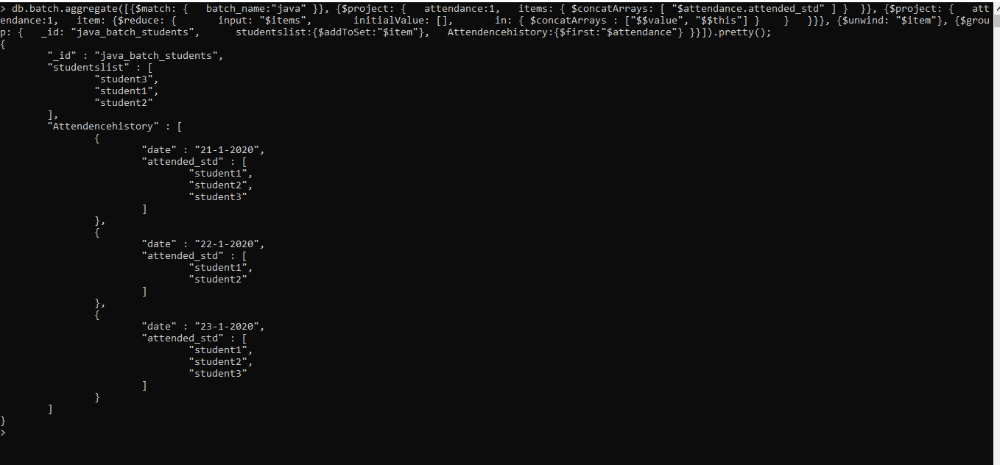 > db.batch.aggregate([{$match: {   batch_name:"java" }}, {$project: {   attendance:1,   items: { $concatArrays: [ "$attendance.attended_std" ] }  }}, {$project: {   att
endance:1,   item: {$reduce: {       input: "$items",       initialValue: [],       in: { $concatArrays : ["$$value", "$$this"] }    }   }}}, {$unwind: "$item"}, {$grou
p: {   _id: "java_batch_students",      studentslist:{$addToSet:"$item"},   Attendencehistory:{$first:"$attendance"} }}]).pretty();
{
        "_id" : "java_batch_students",
        "studentslist" : [
                "student3",
                "student1",
                "student2"
        ],
        "Attendencehistory" : [
                {
                        "date" : "21-1-2020",
                        "attended_std" : [
                                "student1",
                                "student2",
                                "student3"
                        ]
                },
                {
                        "date" : "22-1-2020",
                        "attended_std" : [
                                "student1",
                                "student2"
                        ]
                },
                {
                        "date" : "23-1-2020",
                        "attended_std" : [
                                "student1",
                                "student2",
                                "student3"
                        ]
                }
        ]
}
>